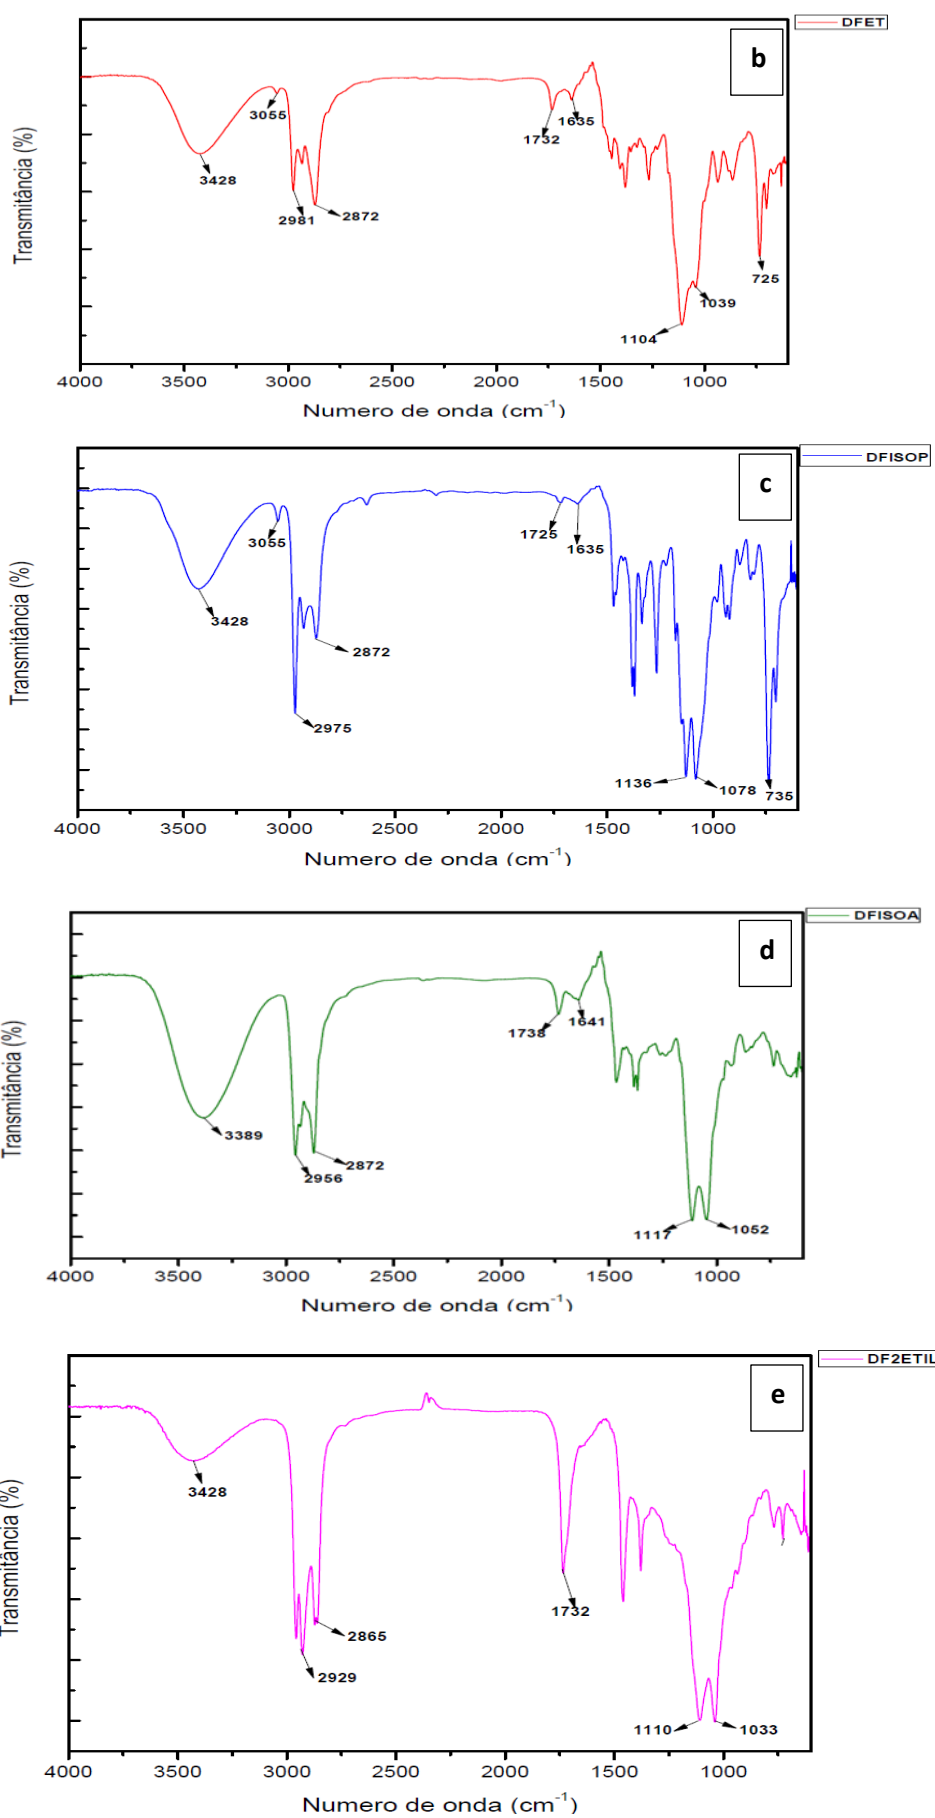 DFET
b
Transmitância (%)
3055
3428
2981
2872
1732
1635
1104
1039
725
4000 3500 3000 2500 2000 1500 1000
Numero de onda (cm-1)
DFISOP
c
Transmitância (%)
3055
3428
2872
2975
1725
1635
1136
1078
735
4000 3500 3000 2500 2000 1500 1000
Numero de onda (cm-1)
DFISOA
d
Transmitância (%)
3389
2872
2956
1738
1641
1117
1052
4000 3500 3000 2500 2000 1500 1000
Numero de onda (cm-1)
DF2ETIL
e
Transmitância (%)
3428
2865
2929
1732
1110
1033
4000 3500 3000 2500 2000 1500 1000
Numero de onda (cm-1)